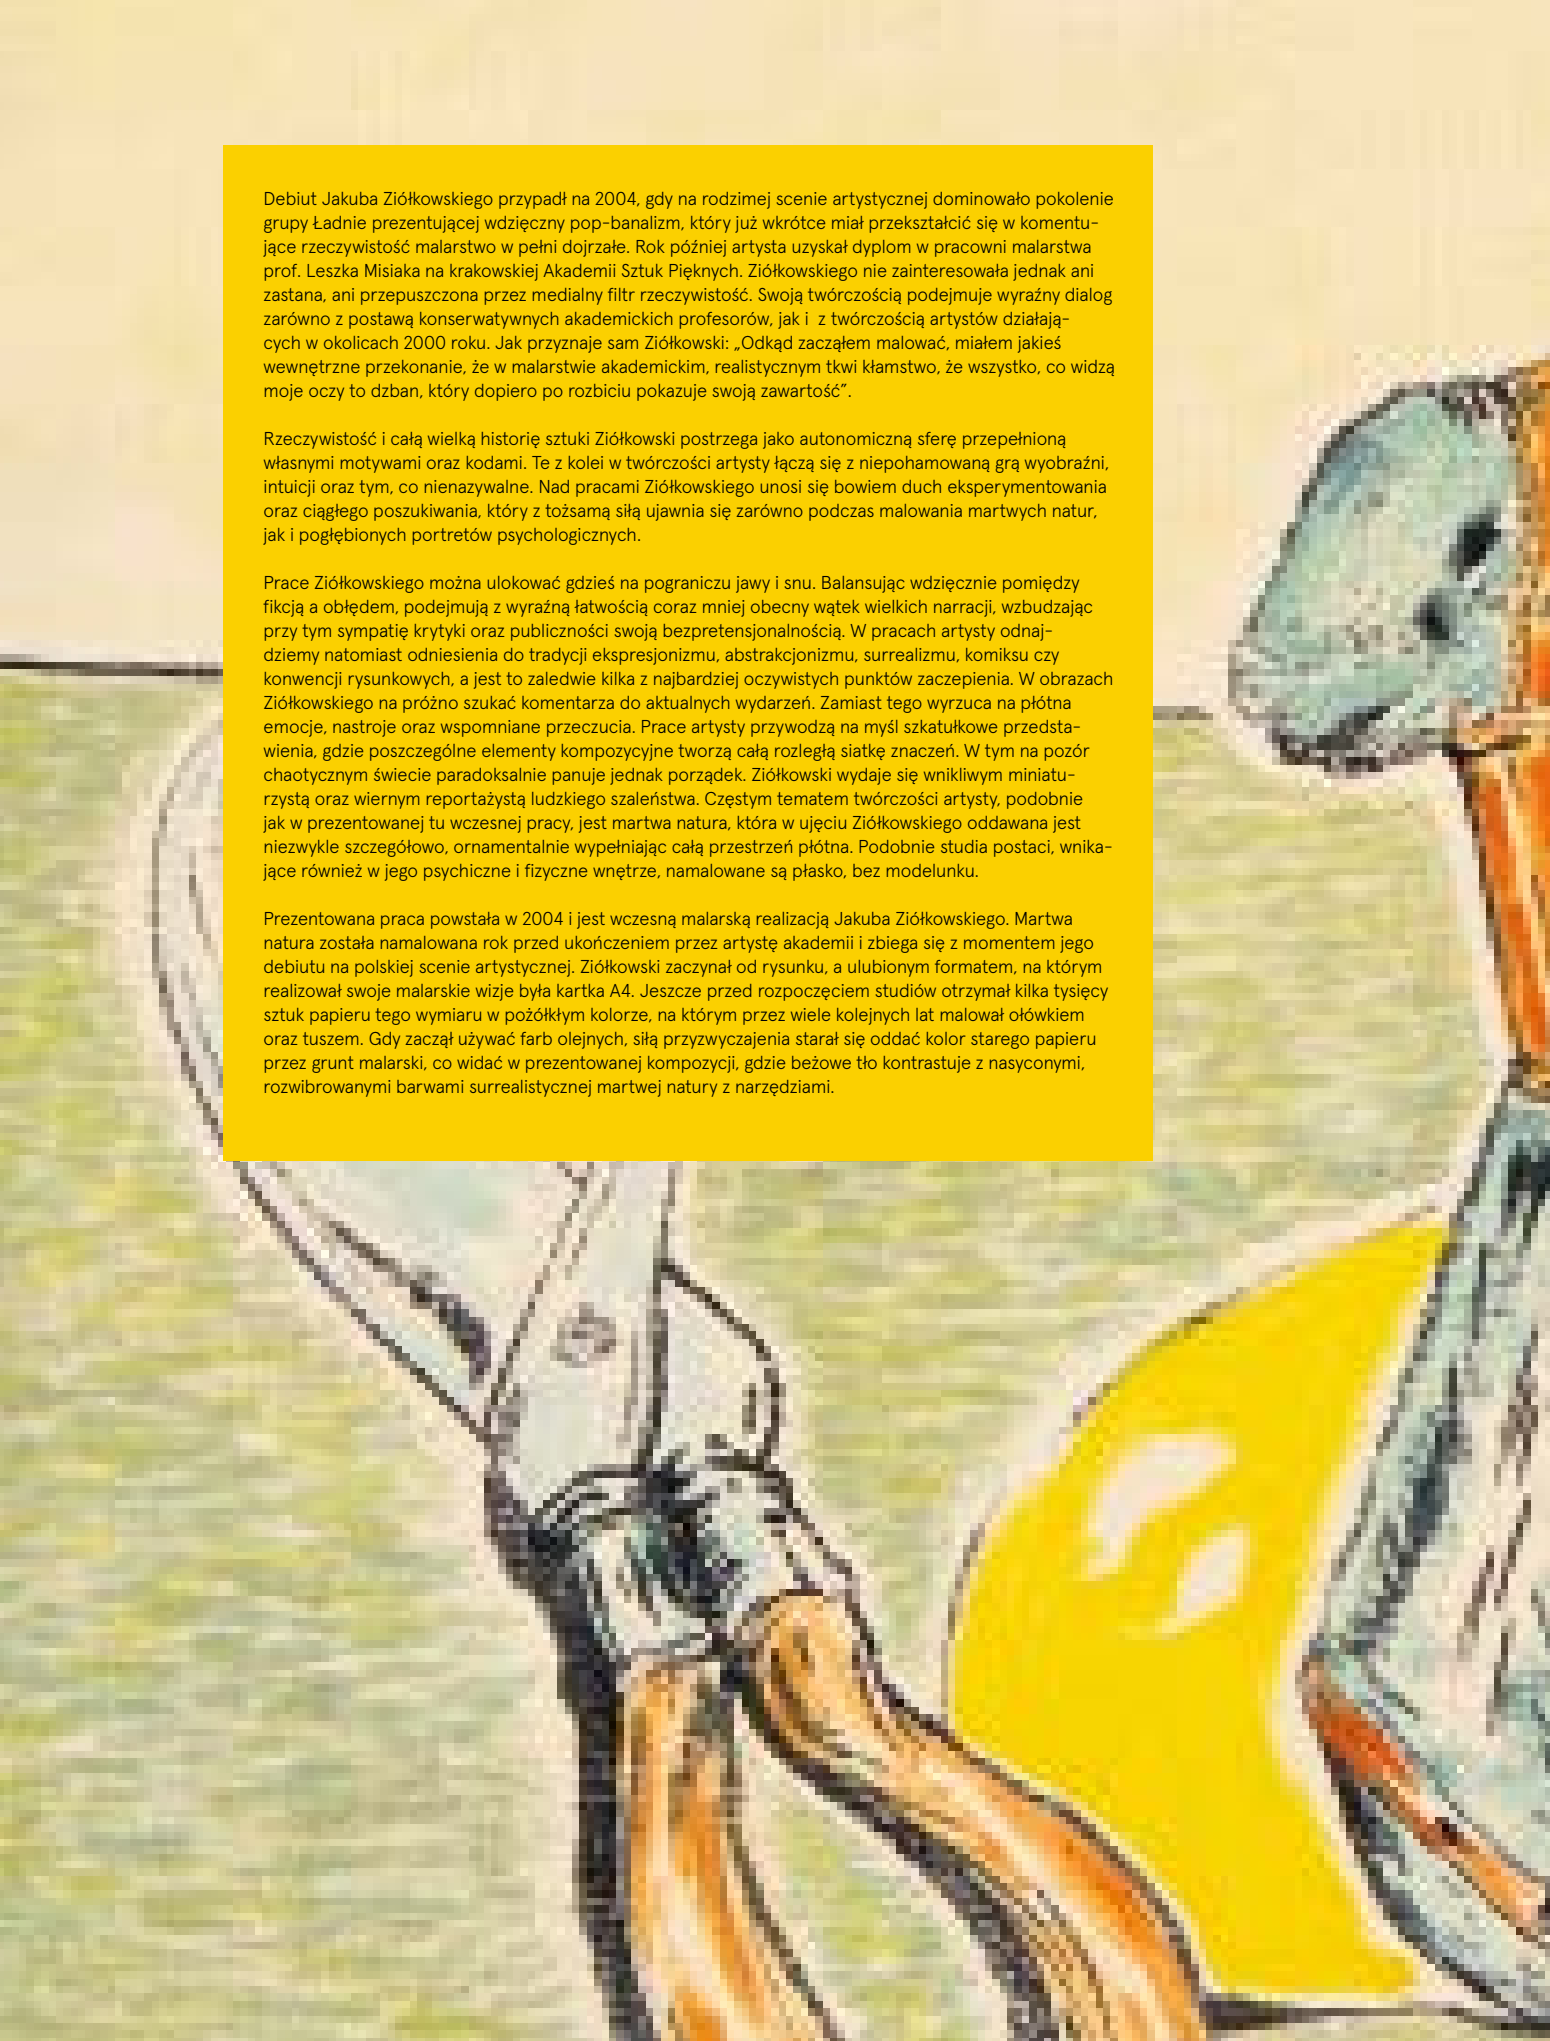 Debiut Jakuba Ziółkowskiego przypadł na 2004, gdy na rodzimej scenie artystycznej dominowało pokolenie
grupy Ładnie prezentującej wdzięczny pop-banalizm, który już wkrótce miał przekształcić się w komentu-
jące rzeczywistość malarstwo w pełni dojrzałe. Rok później artysta uzyskał dyplom w pracowni malarstwa
prof. Leszka Misiaka na krakowskiej Akademii Sztuk Pięknych. Ziółkowskiego nie zainteresowała jednak ani
zastana, ani przepuszczona przez medialny filtr rzeczywistość. Swoją twórczością podejmuje wyraźny dialog
zarówno z postawą konserwatywnych akademickich profesorów, jak i  z twórczością artystów działają-
cych w okolicach 2000 roku. Jak przyznaje sam Ziółkowski: „Odkąd zacząłem malować, miałem jakieś
wewnętrzne przekonanie, że w malarstwie akademickim, realistycznym tkwi kłamstwo, że wszystko, co widzą
moje oczy to dzban, który dopiero po rozbiciu pokazuje swoją zawartość”.
Rzeczywistość i całą wielką historię sztuki Ziółkowski postrzega jako autonomiczną sferę przepełnioną
własnymi motywami oraz kodami. Te z kolei w twórczości artysty łączą się z niepohamowaną grą wyobraźni,
intuicji oraz tym, co nienazywalne. Nad pracami Ziółkowskiego unosi się bowiem duch eksperymentowania
oraz ciągłego poszukiwania, który z tożsamą siłą ujawnia się zarówno podczas malowania martwych natur,
jak i pogłębionych portretów psychologicznych.
Prace Ziółkowskiego można ulokować gdzieś na pograniczu jawy i snu. Balansując wdzięcznie pomiędzy
fikcją a obłędem, podejmują z wyraźną łatwością coraz mniej obecny wątek wielkich narracji, wzbudzając
przy tym sympatię krytyki oraz publiczności swoją bezpretensjonalnością. W pracach artysty odnaj-
dziemy natomiast odniesienia do tradycji ekspresjonizmu, abstrakcjonizmu, surrealizmu, komiksu czy
konwencji rysunkowych, a jest to zaledwie kilka z najbardziej oczywistych punktów zaczepienia. W obrazach
Ziółkowskiego na próżno szukać komentarza do aktualnych wydarzeń. Zamiast tego wyrzuca na płótna
emocje, nastroje oraz wspomniane przeczucia. Prace artysty przywodzą na myśl szkatułkowe przedsta-
wienia, gdzie poszczególne elementy kompozycyjne tworzą całą rozległą siatkę znaczeń. W tym na pozór
chaotycznym świecie paradoksalnie panuje jednak porządek. Ziółkowski wydaje się wnikliwym miniatu-
rzystą oraz wiernym reportażystą ludzkiego szaleństwa. Częstym tematem twórczości artysty, podobnie
jak w prezentowanej tu wczesnej pracy, jest martwa natura, która w ujęciu Ziółkowskiego oddawana jest
niezwykle szczegółowo, ornamentalnie wypełniając całą przestrzeń płótna. Podobnie studia postaci, wnika-
jące również w jego psychiczne i fizyczne wnętrze, namalowane są płasko, bez modelunku.
Prezentowana praca powstała w 2004 i jest wczesną malarską realizacją Jakuba Ziółkowskiego. Martwa
natura została namalowana rok przed ukończeniem przez artystę akademii i zbiega się z momentem jego
debiutu na polskiej scenie artystycznej. Ziółkowski zaczynał od rysunku, a ulubionym formatem, na którym
realizował swoje malarskie wizje była kartka A4. Jeszcze przed rozpoczęciem studiów otrzymał kilka tysięcy
sztuk papieru tego wymiaru w pożółkłym kolorze, na którym przez wiele kolejnych lat malował ołówkiem
oraz tuszem. Gdy zaczął używać farb olejnych, siłą przyzwyczajenia starał się oddać kolor starego papieru
przez grunt malarski, co widać w prezentowanej kompozycji, gdzie beżowe tło kontrastuje z nasyconymi,
rozwibrowanymi barwami surrealistycznej martwej natury z narzędziami.